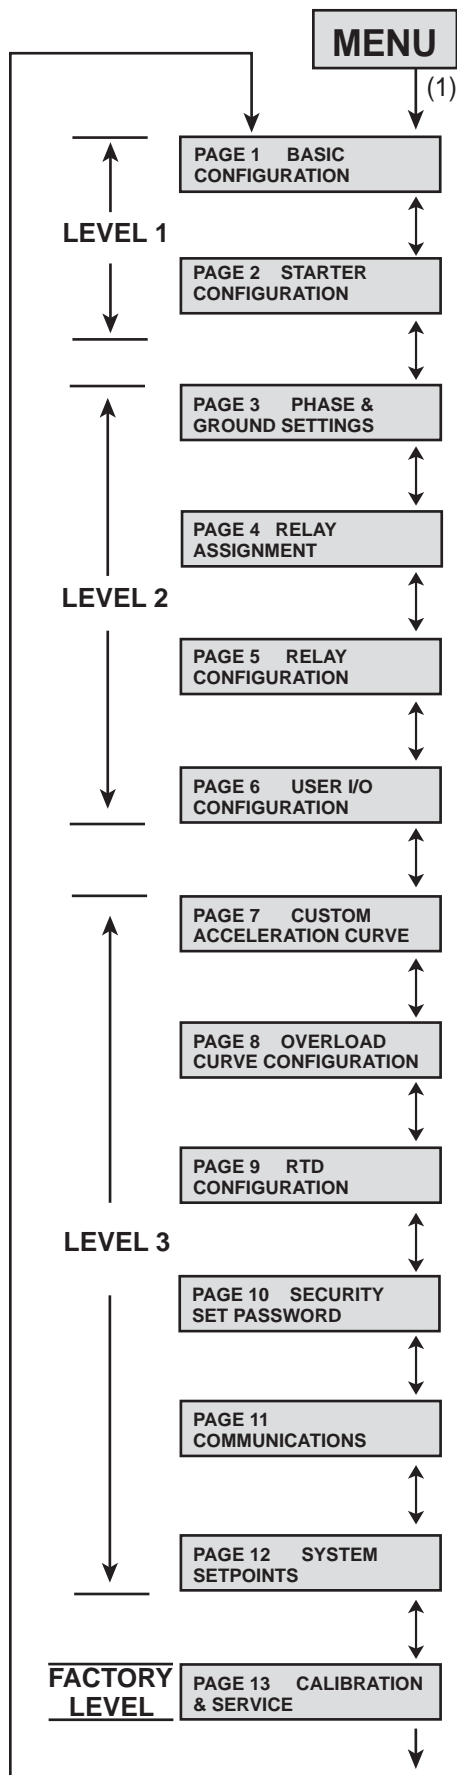 MENU
(1)
PAGE 1 BASIC
CONFIGURATION
LEVEL 1
PAGE 2 STARTER
CONFIGURATION
PAGE 3 PHASE &
GROUND SETTINGS
PAGE 4 RELAY
ASSIGNMENT
LEVEL 2
PAGE 5 RELAY
CONFIGURATION
PAGE 6 USER I/O
CONFIGURATION
PAGE 7 CUSTOM
ACCELERATION CURVE
PAGE 8 OVERLOAD
CURVE CONFIGURATION
PAGE 9 RTD
CONFIGURATION
LEVEL 3
PAGE 10 SECURITY
SET PASSWORD
PAGE 11
COMMUNICATIONS
PAGE 12 SYSTEM
SETPOINTS
FACTORY
LEVEL
PAGE 13 CALIBRATION
& SERVICE